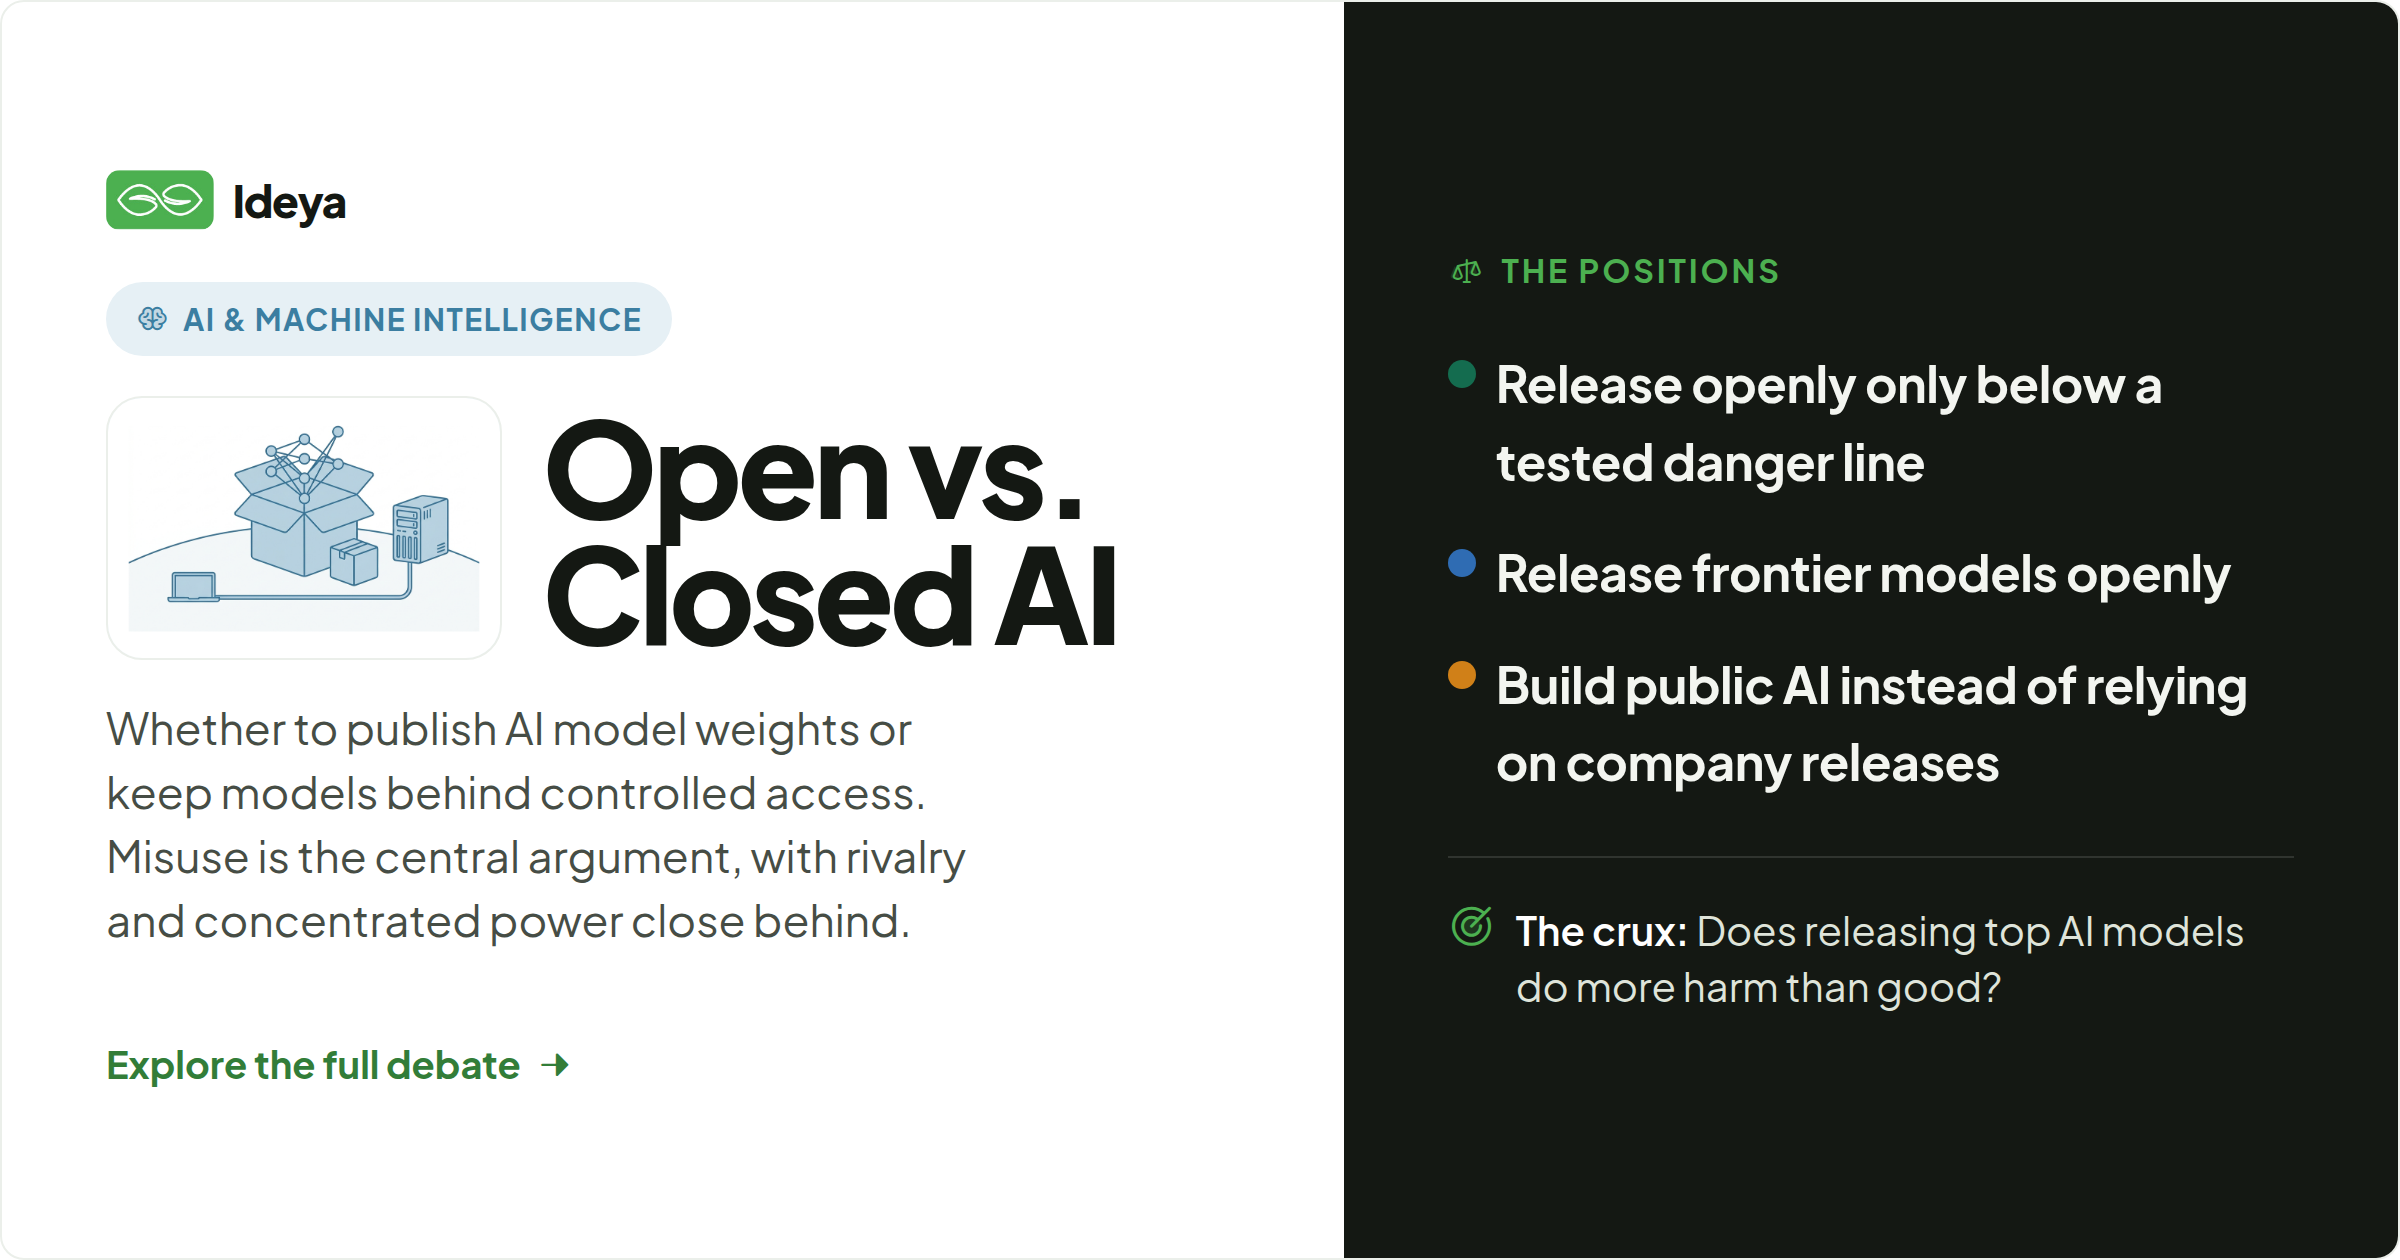 Ideya
AI & MACHINE INTELLIGENCE
Open vs.
Closed AI
Whether to publish AI model weights or
keep models behind controlled access.
Misuse is the central argument, with rivalry
and concentrated power close behind.
Explore the full debate
THE POSITIONS
Release openly only below a
tested danger line
Release frontier models openly
Build public AI instead of relying
on company releases
The crux: Does releasing top AI models
do more harm than good?